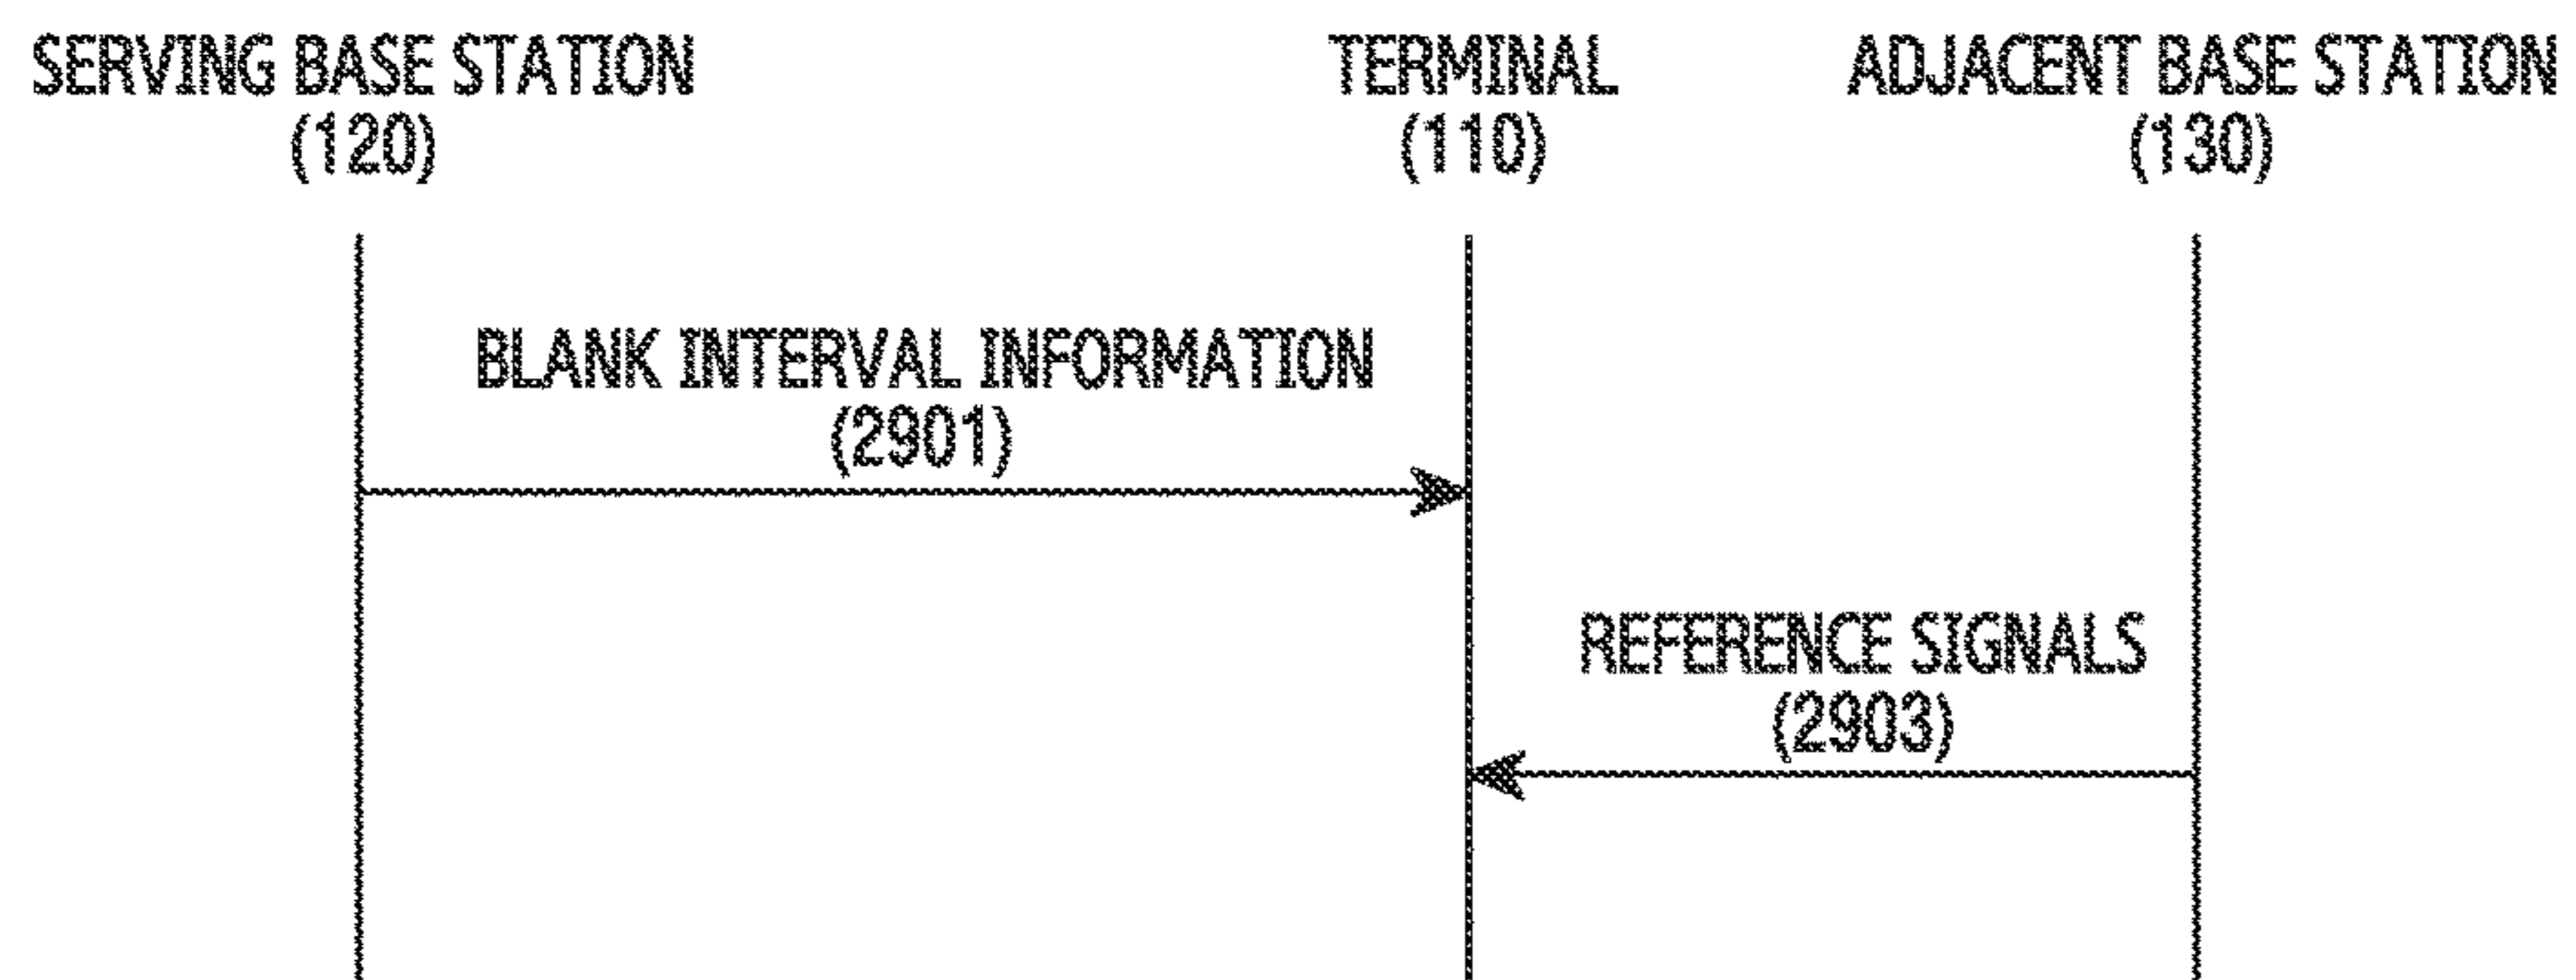 SERVING BASE STATION
(120)
TERMINAL
(110)
ADJACENT BASE STATION
(130)
BLANK INTERVAL INFORMATION
(2901)
REFERENCE SIGNALS
(2903)